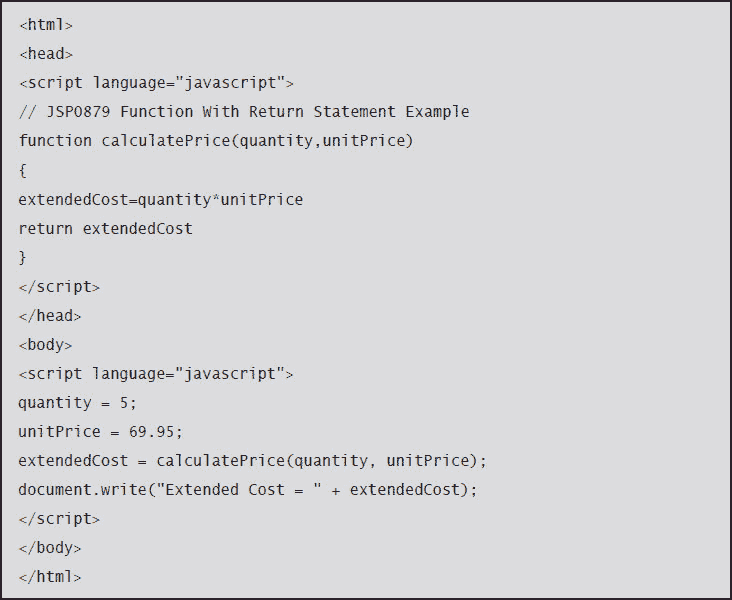 <html>
<head>
<script language="javascript">
// JSP0879 Function With Return Statement Example
function calculatePrice(quantity,unitPrice)
{
extendedCost=quantity*unitPrice
return extendedCost
}
</script>
</head>
<body>
<script language="javascript">
quantity = 5;
unitPrice = 69.95;
extendedCost = calculatePrice(quantity, unitPrice);
document.write("Extended Cost = " + extendedCost);
</script>
</body>
</html>